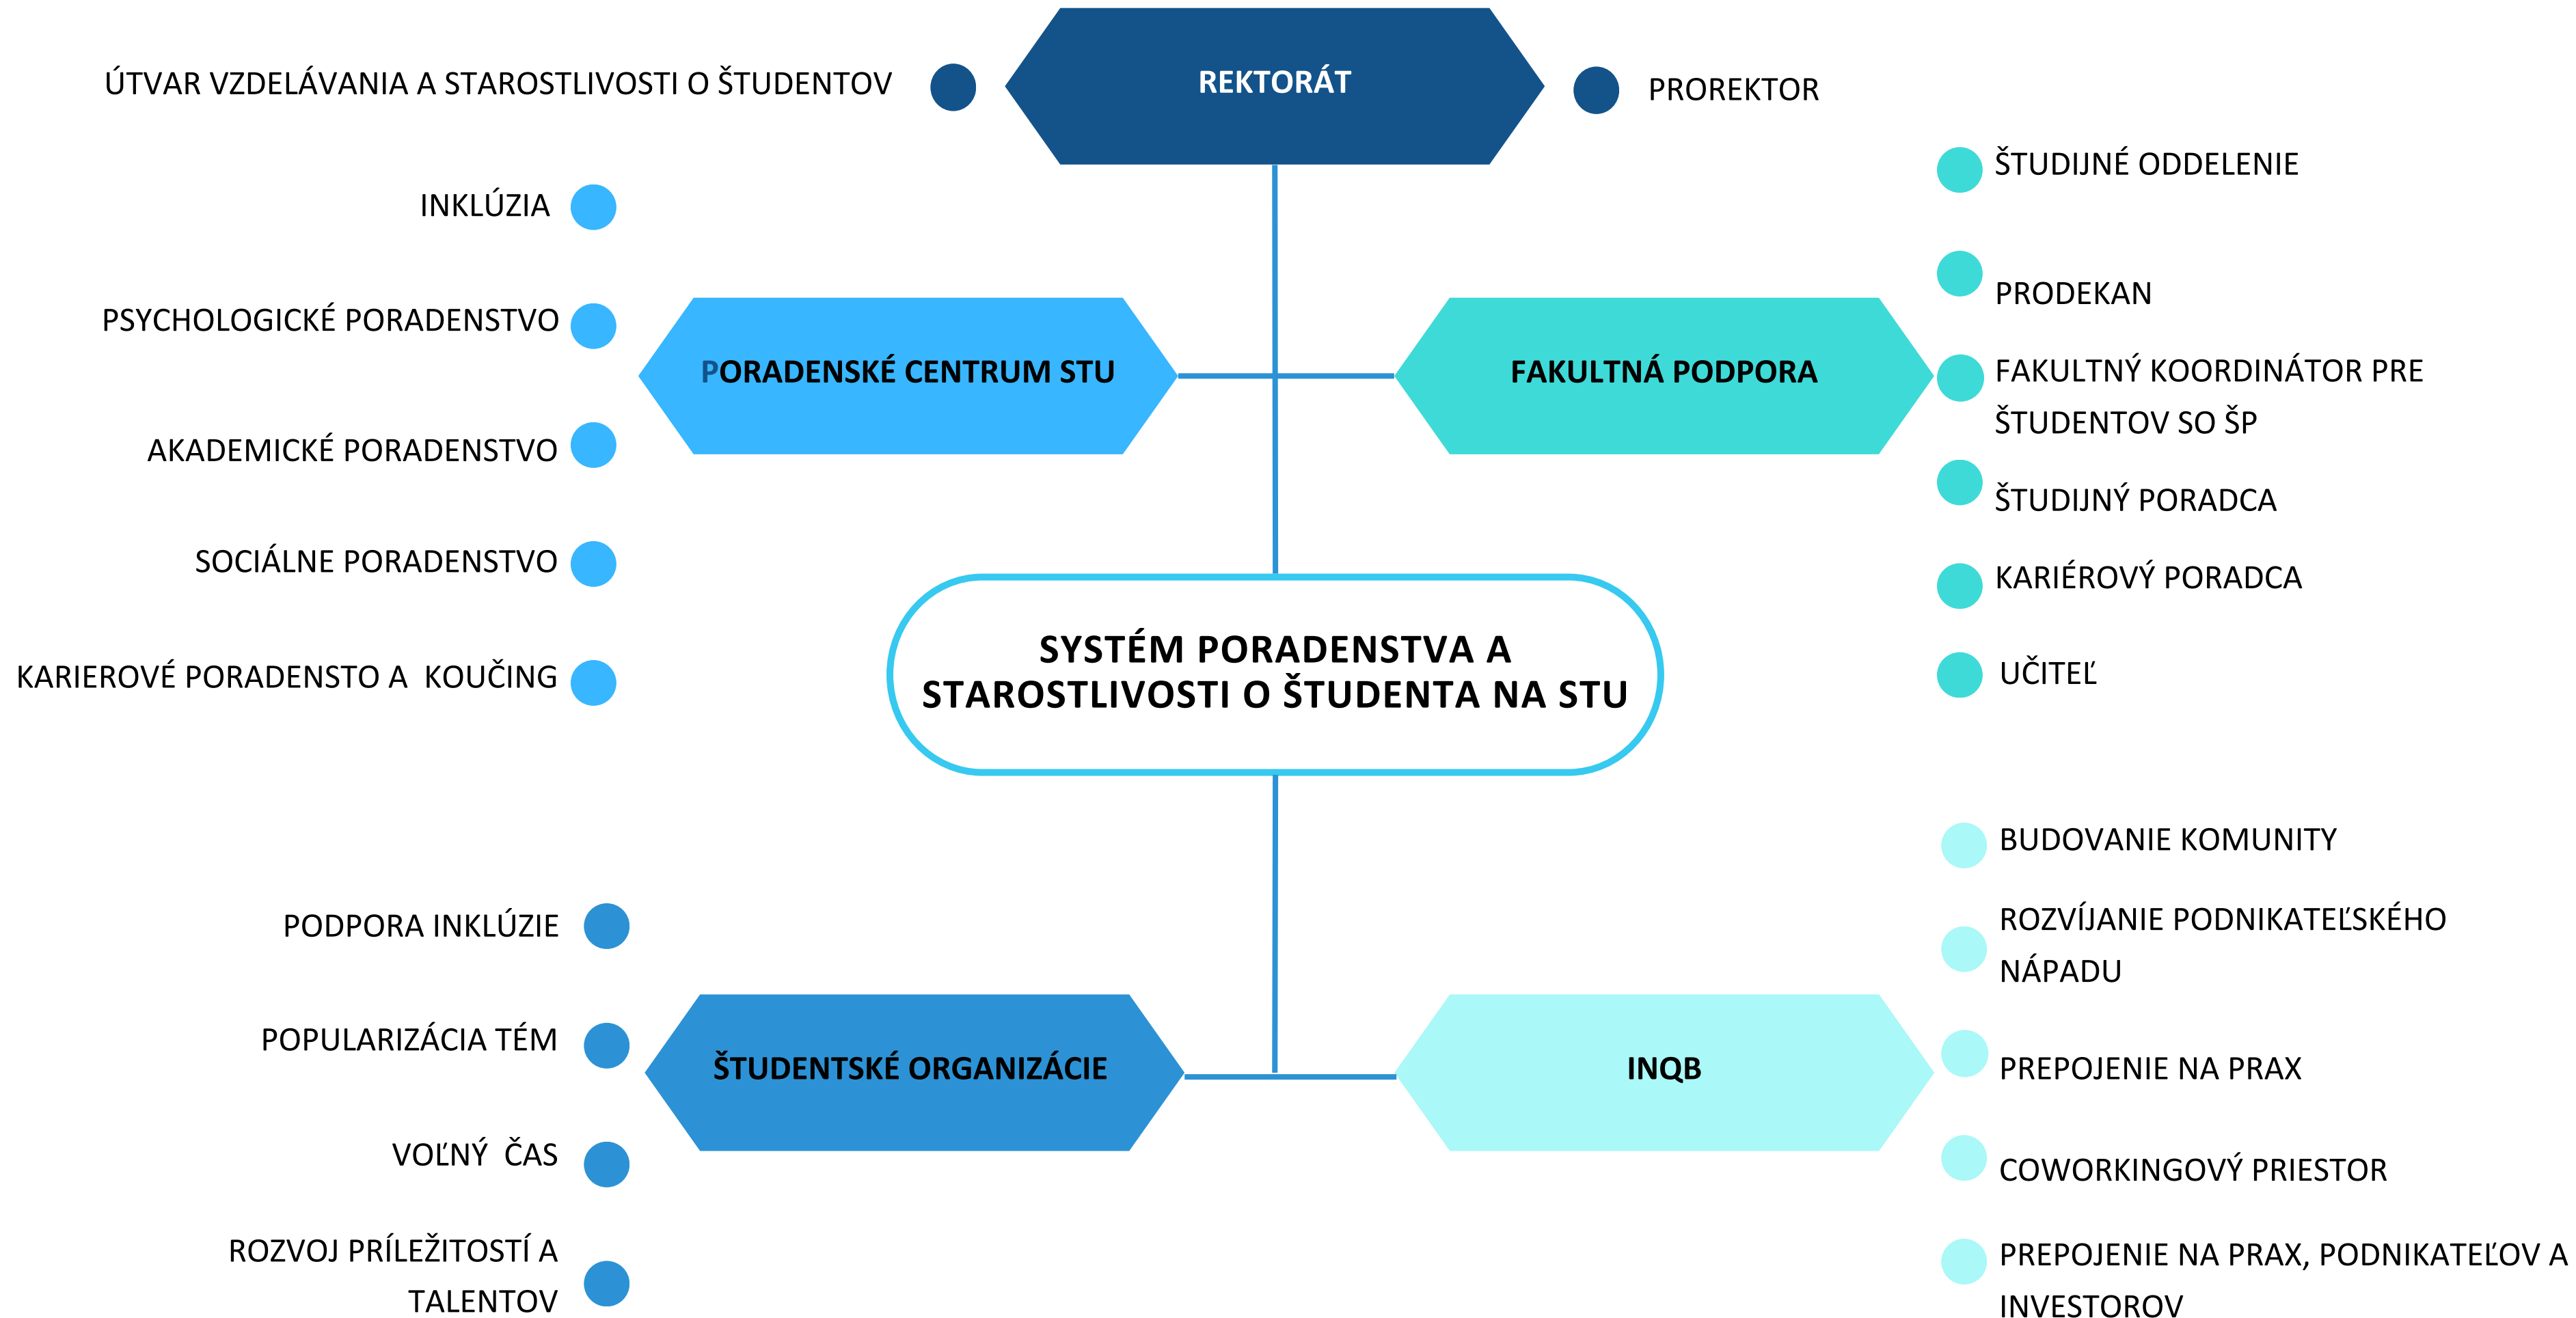 REKTORÁT
ÚTVAR VZDELÁVANIA A STAROSTLIVOSTI O ŠTUDENTOV
PROREKTOR
INKLÚZIA
PSYCHOLOGICKÉ PORADENSTVO
AKADEMICKÉ PORADENSTVO
SOCIÁLNE PORADENSTVO
KARIEROVÉ PORADENSTO A  KOUČING
PORADENSKÉ CENTRUM STU
FAKULTNÁ PODPORA
ŠTUDIJNÉ ODDELENIE
PRODEKAN
FAKULTNÝ KOORDINÁTOR PRE
ŠTUDENTOV SO ŠP
ŠTUDIJNÝ PORADCA
KARIÉROVÝ PORADCA
UČITEĽ
SYSTÉM PORADENSTVA A
STAROSTLIVOSTI O ŠTUDENTA NA STU
PODPORA INKLÚZIE
POPULARIZÁCIA TÉM
VOĽNÝ  ČAS
ROZVOJ PRÍLEŽITOSTÍ A
TALENTOV
ŠTUDENTSKÉ ORGANIZÁCIE
INQB
BUDOVANIE KOMUNITY
ROZVÍJANIE PODNIKATEĽSKÉHO
NÁPADU
PREPOJENIE NA PRAX
COWORKINGOVÝ PRIESTOR
PREPOJENIE NA PRAX, PODNIKATEĽOV A
INVESTOROV